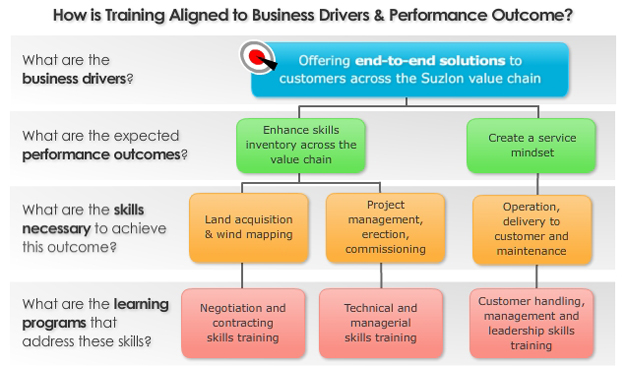 How is Training Aligned to Business Drivers & Performance Outcome?
What are the
business drivers?
Offering end-to-end solutions to
customers across the Suzlon value chain
What are the expected
performance outcomes?
Enhance skills
inventory across the
value chain
Create a service
mindset
What are the skills
necessary to achieve
this outcome?
Land acquisition
& wind mapping
Project
management,
erection,
commissioning
Operation,
delivery to
customer and
maintenance
What are the learning
programs that
address these skills?
Negotiation and
contracting
skills training
Technical and
managerial
skills training
Customer handling,
management and
leadership skills
training